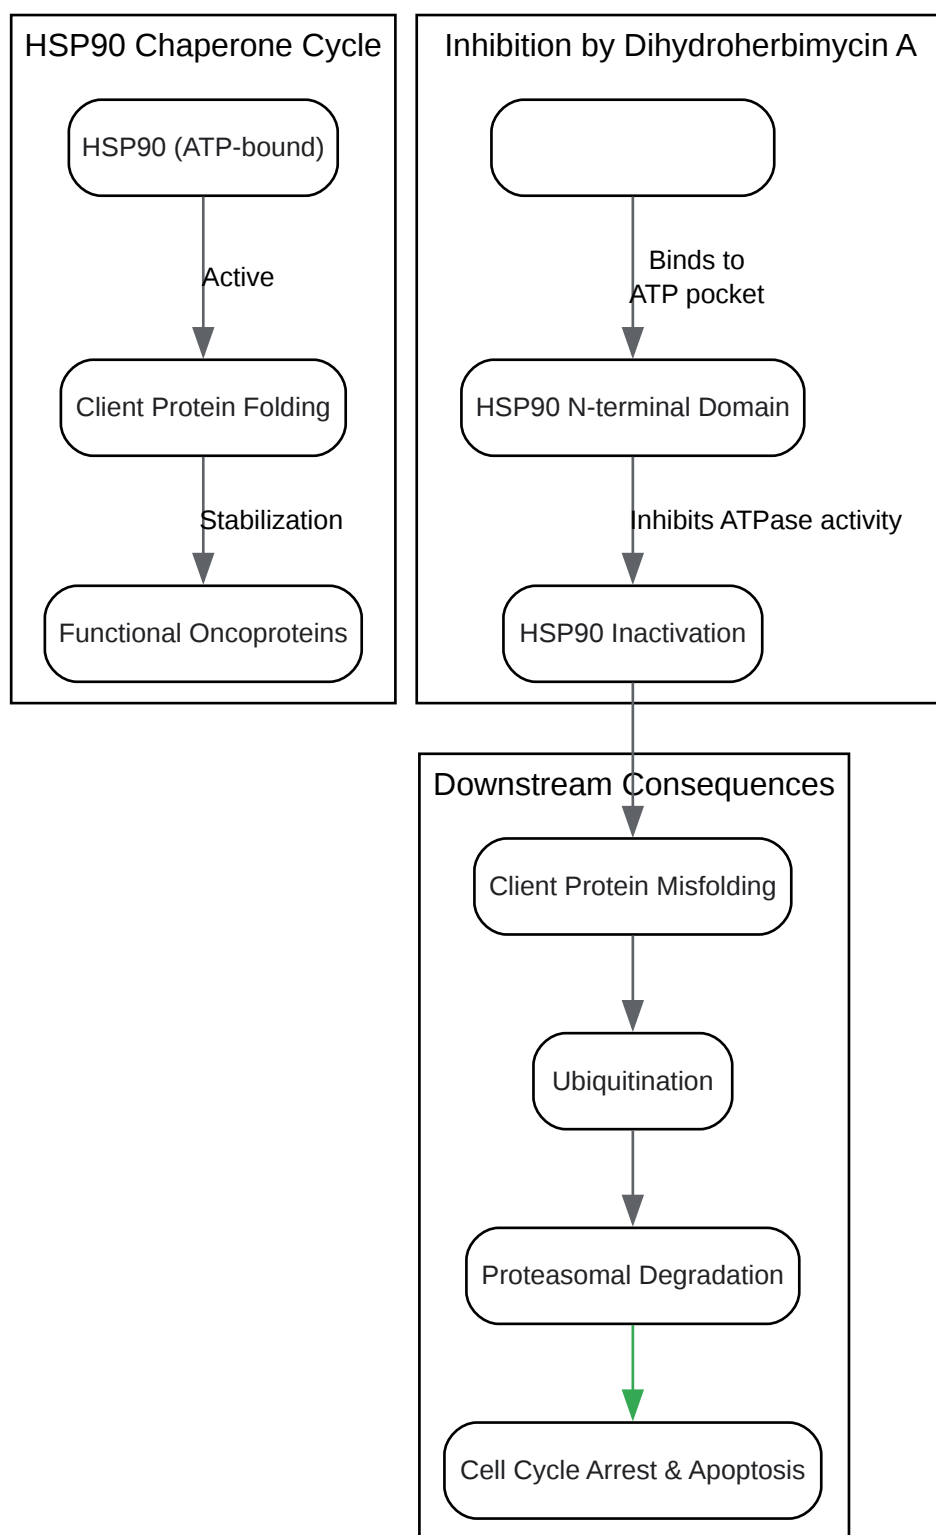 HSP90 Chaperone Cycle
HSP90 (ATP-bound)
Active
Client Protein Folding
Stabilization
Functional Oncoproteins
Inhibition by Dihydroherbimycin A
Binds to
ATP pocket
HSP90 N-terminal Domain
Inhibits ATPase activity
HSP90 Inactivation
Downstream Consequences
Client Protein Misfolding
Ubiquitination
Proteasomal Degradation
Cell Cycle Arrest & Apoptosis